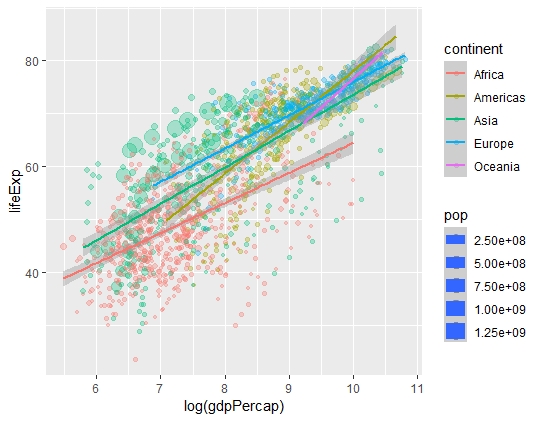 80
60
40
lifeExp
6
7
8
9
10
11
log(gdpPercap)
continent
Africa
Americas
Asia
Europe
Oceania
pop
2.50e+08
5.00e+08
7.50e+08
1.00e+09
1.25e+09